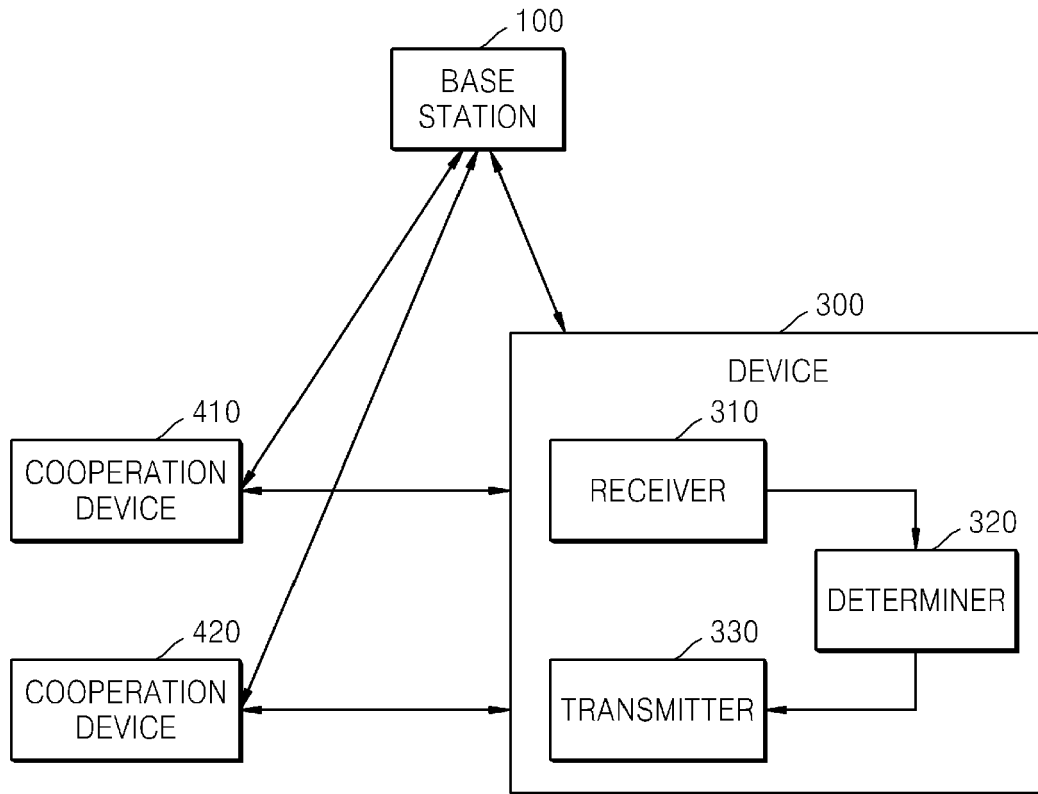 100
BASE
STATION
300
DEVICE
410
COOPERATION
DEVICE
310
RECEIVER
320
DETERMINER
420
COOPERATION
DEVICE
330
TRANSMITTER